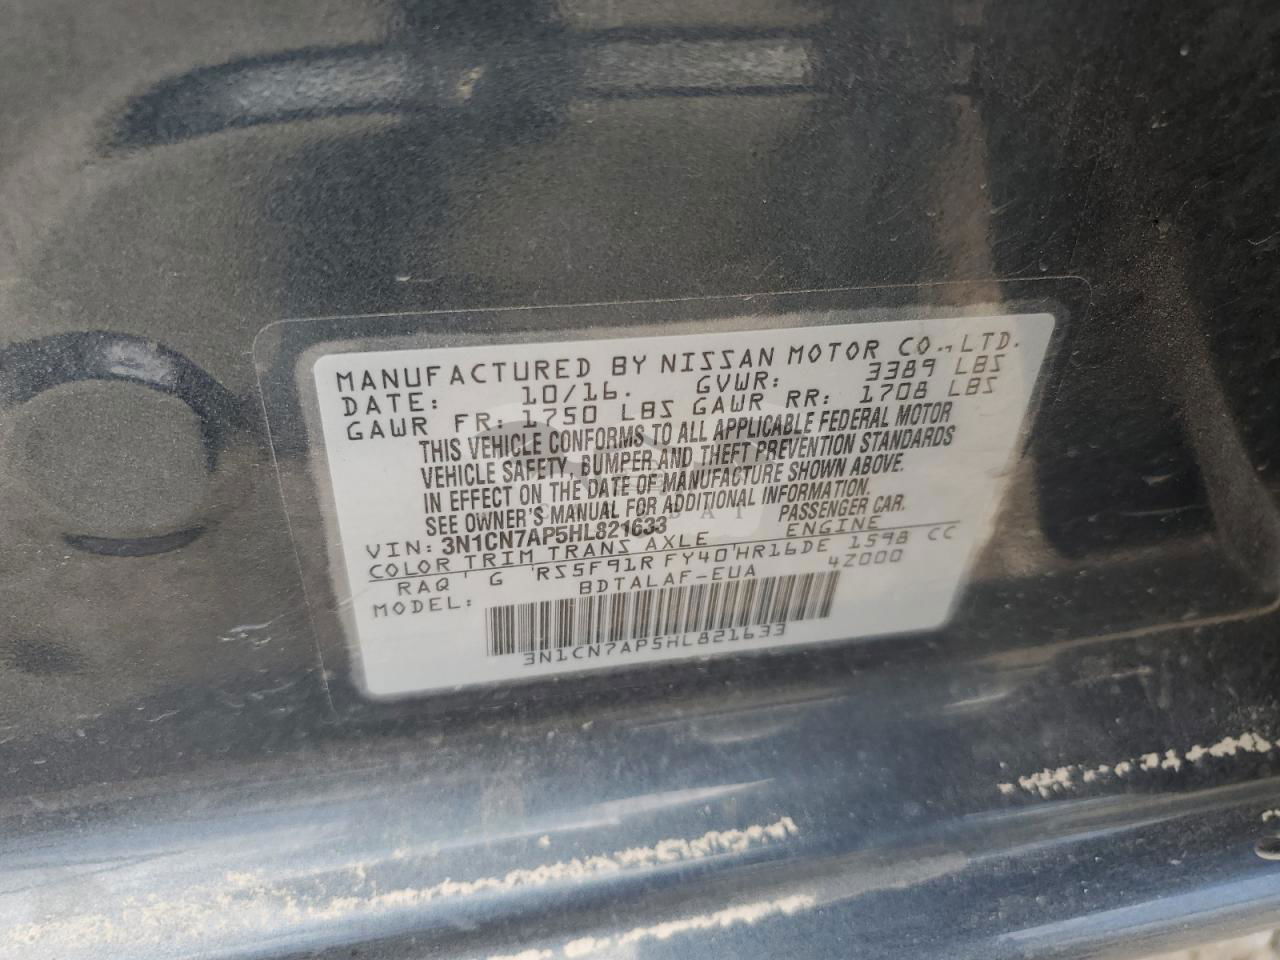 MANUFACTURED BY NISSAN MOTOR CO., LTD.
DATE: 10/16. GVWR: 3389 LBS
GAWR FR: 1750 LBS GAWR RR: 1708 LBS
THIS VEHICLE CONFORMS TO ALL APPLICABLE FEDERAL MOTOR
VEHICLE SAFETY, BUMPER AND THEFT PREVENTION STANDARDS
IN EFFECT ON THE DATE OF MANUFACTURE SHOWN ABOVE.
SEE OWNER'S MANUAL FOR ADDITIONAL INFORMATION.
VIN: 3N1CN7AP5HL821633 PASSENGER CAR.
COLOR TRIM TRANS AXLE ENGINE
RAQ G RS5F91R FY40 HR16DE 1598 CC
MODEL: BDTALAF-EUA 4Z000
3N1CN7AP5HL821633